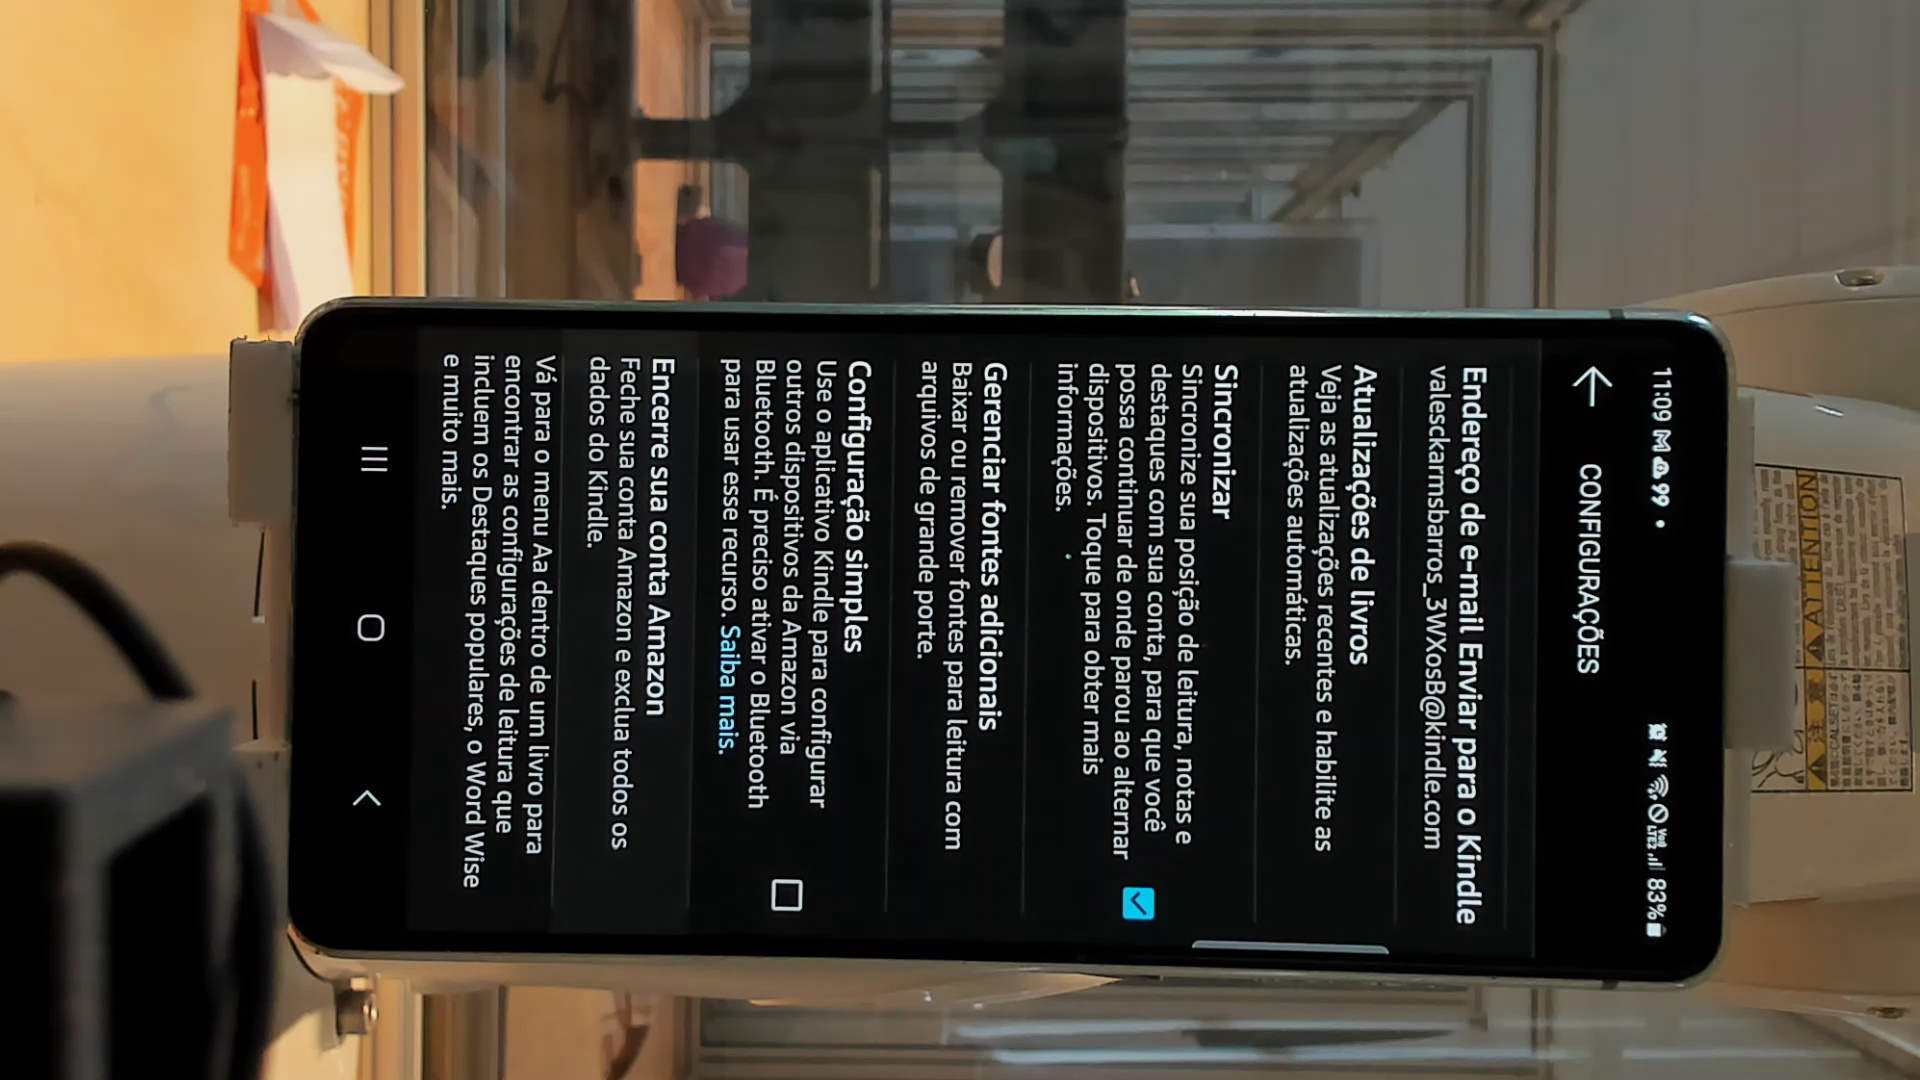 11:09 99 83%
CONFIGURAÇÕES
Endereço de e-mail Enviar para o Kindle
valesckarmsbarros_3WXosB@kindle.com
Atualizações de livros
Veja as atualizações recentes e habilite as
atualizações automáticas.
Sincronizar
Sincronize sua posição de leitura, notas e
destaques com sua conta, para que você
possa continuar de onde parou ao alternar
dispositivos. Toque para obter mais
informações.
Gerenciar fontes adicionais
Baixar ou remover fontes para leitura com
arquivos de grande porte.
Configuração simples
Use o aplicativo Kindle para configurar
outros dispositivos da Amazon via
Bluetooth. É preciso ativar o Bluetooth
para usar esse recurso. Saiba mais.
Encerre sua conta Amazon
Feche sua conta Amazon e exclua todos os
dados do Kindle.
Vá para o menu Aa dentro de um livro para
encontrar as configurações de leitura que
incluem os Destaques populares, o Word Wise
e muito mais.
ATTENTION
注意